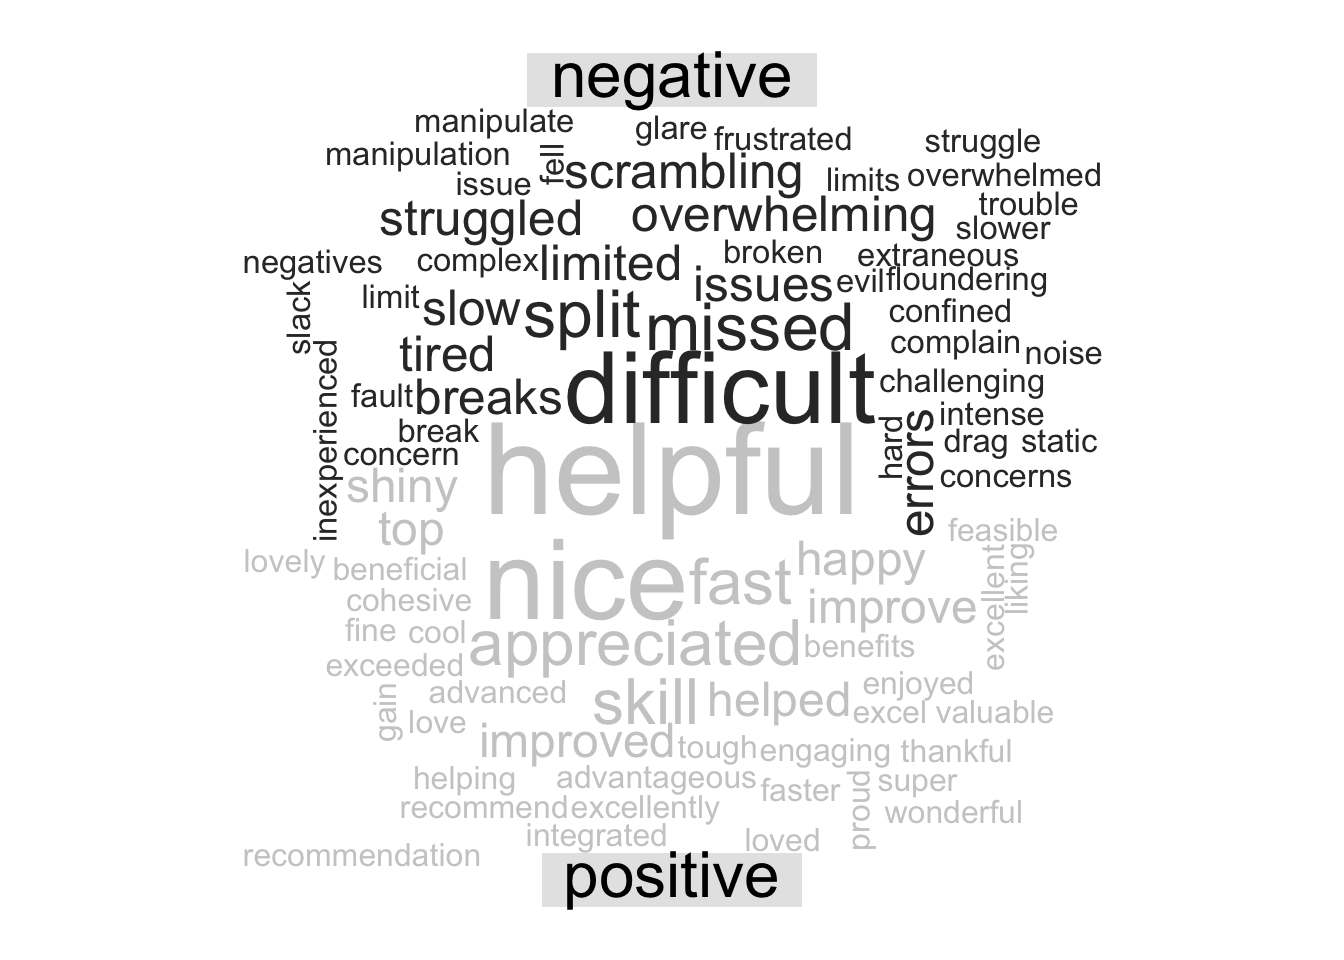 negative
manipulate
glare
frustrated
struggle
manipulation
fell
scrambling
limits
overwhelmed
issue
trouble
struggled
overwhelming
slower
negatives
complex
limited
broken
extraneous
issues
evil
floundering
slack
limit
slow
split
missed
confined
complain
noise
tired
difficult
challenging
inexperienced
fault
breaks
intense
break
hard
errors
drag
static
concern
concerns
helpful
shiny
top
feasible
lovely
beneficial
nice
fast
happy
excellent
liking
cohesive
improve
fine
cool
appreciated
benefits
exceeded
gain
advanced
skill
helped
enjoyed
love
excel
valuable
improved
tough
engaging
thankful
helping
advantageous
faster
proud
super
recommend
excellently
wonderful
integrated
loved
recommendation
positive